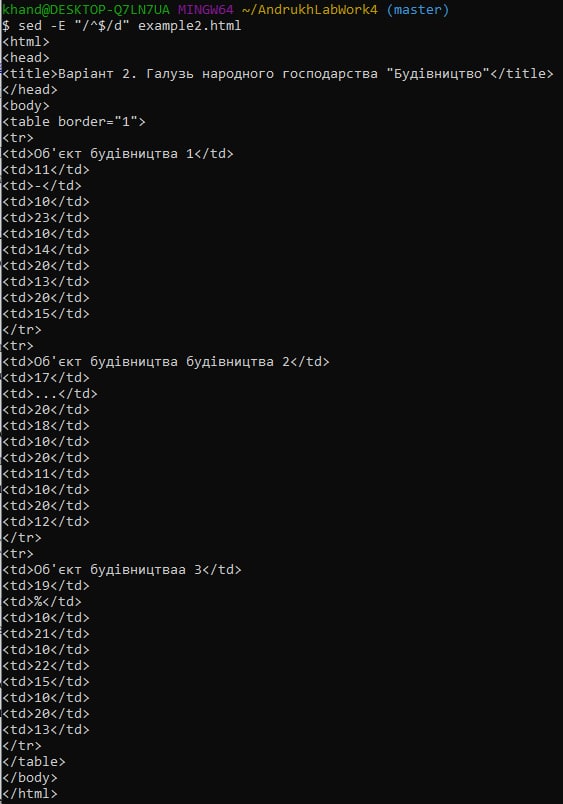 khand@DESKTOP-Q7LN7UA MINGW64 ~/AndrukhLabWork4 (master)
$ sed -E "/^$/d" example2.html
<html>
<head>
<title>Варіант 2. Галузь народного господарства "Будівництво"</title>
</head>
<body>
<table border="1">
<tr>
<td>Об'єкт будівництва 1</td>
<td>11</td>
<td>-</td>
<td>10</td>
<td>23</td>
<td>10</td>
<td>14</td>
<td>20</td>
<td>13</td>
<td>20</td>
<td>15</td>
</tr>
<tr>
<td>Об'єкт будівництва будівництва 2</td>
<td>17</td>
<td>...</td>
<td>20</td>
<td>18</td>
<td>10</td>
<td>20</td>
<td>11</td>
<td>10</td>
<td>20</td>
<td>12</td>
</tr>
<tr>
<td>Об'єкт будівництваа 3</td>
<td>19</td>
<td>%</td>
<td>10</td>
<td>21</td>
<td>10</td>
<td>22</td>
<td>15</td>
<td>10</td>
<td>20</td>
<td>13</td>
</tr>
</table>
</body>
</html>